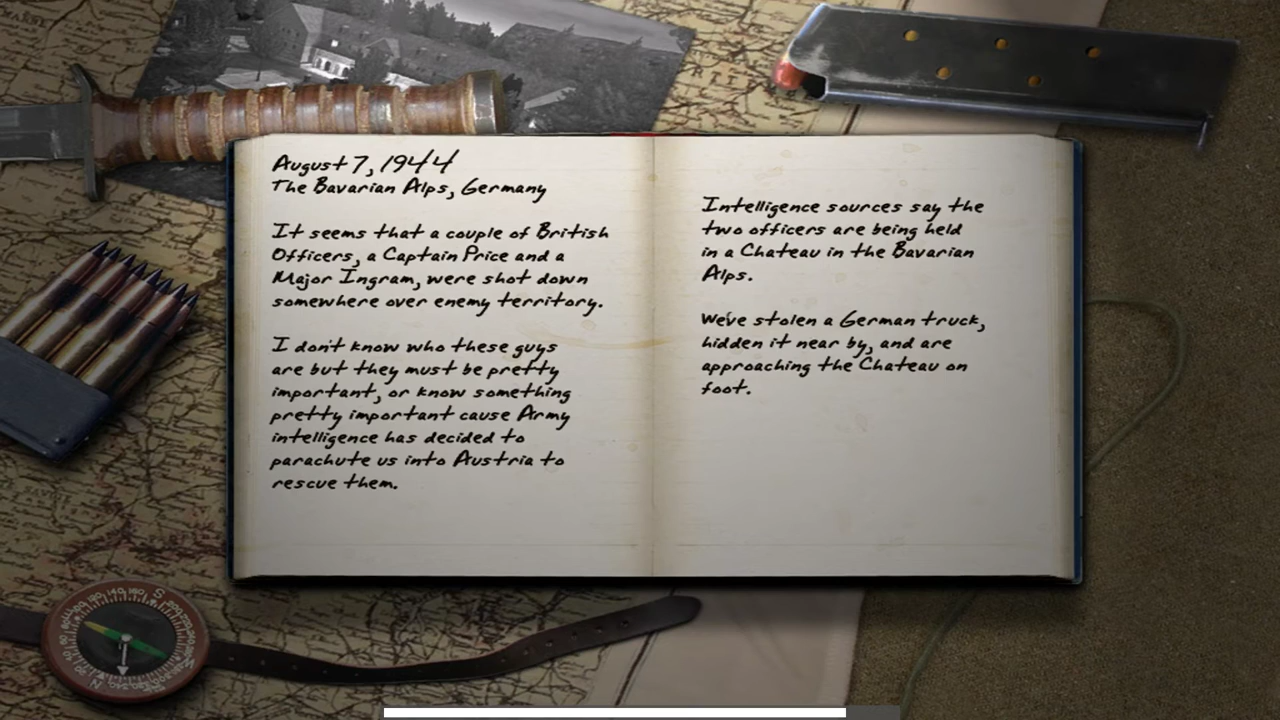 August 7, 1944
The Bavarian Alps, Germany
It seems that a couple of British
Officers, a Captain Price and a
Major Ingram, were shot down
somewhere over enemy territory.
I don't know who these guys
are but they must be pretty
important, or know something
pretty important cause Army
intelligence has decided to
parachute us into Austria to
rescue them.
Intelligence sources say the
two officers are being held
in a Chateau in the Bavarian
Alps.
We've stolen a German truck,
hidden it near by, and are
approaching the Chateau on
foot.